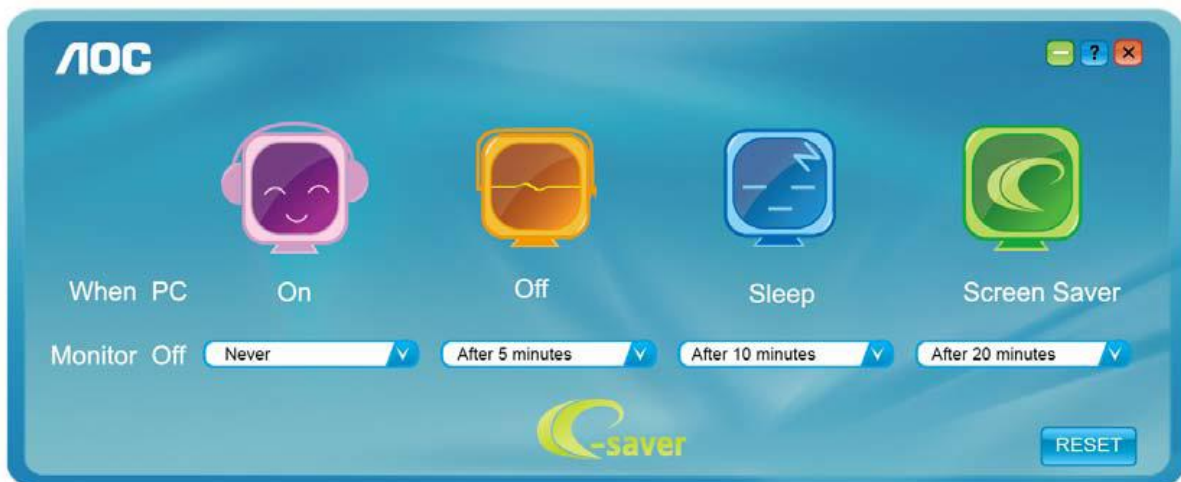 AOC
?
When PC On Off Sleep Screen Saver
Monitor Off Never After 5 minutes After 10 minutes After 20 minutes
e-saver
RESET